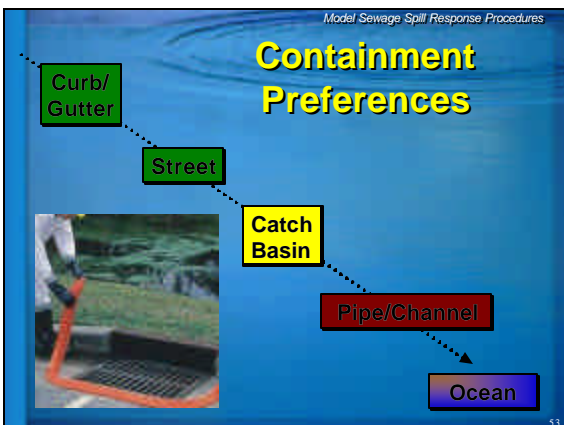 Model Sewage Spill Response Procedures
Containment
Preferences
Curb/
Gutter
Street
Catch
Basin
Pipe/Channel
Ocean
53